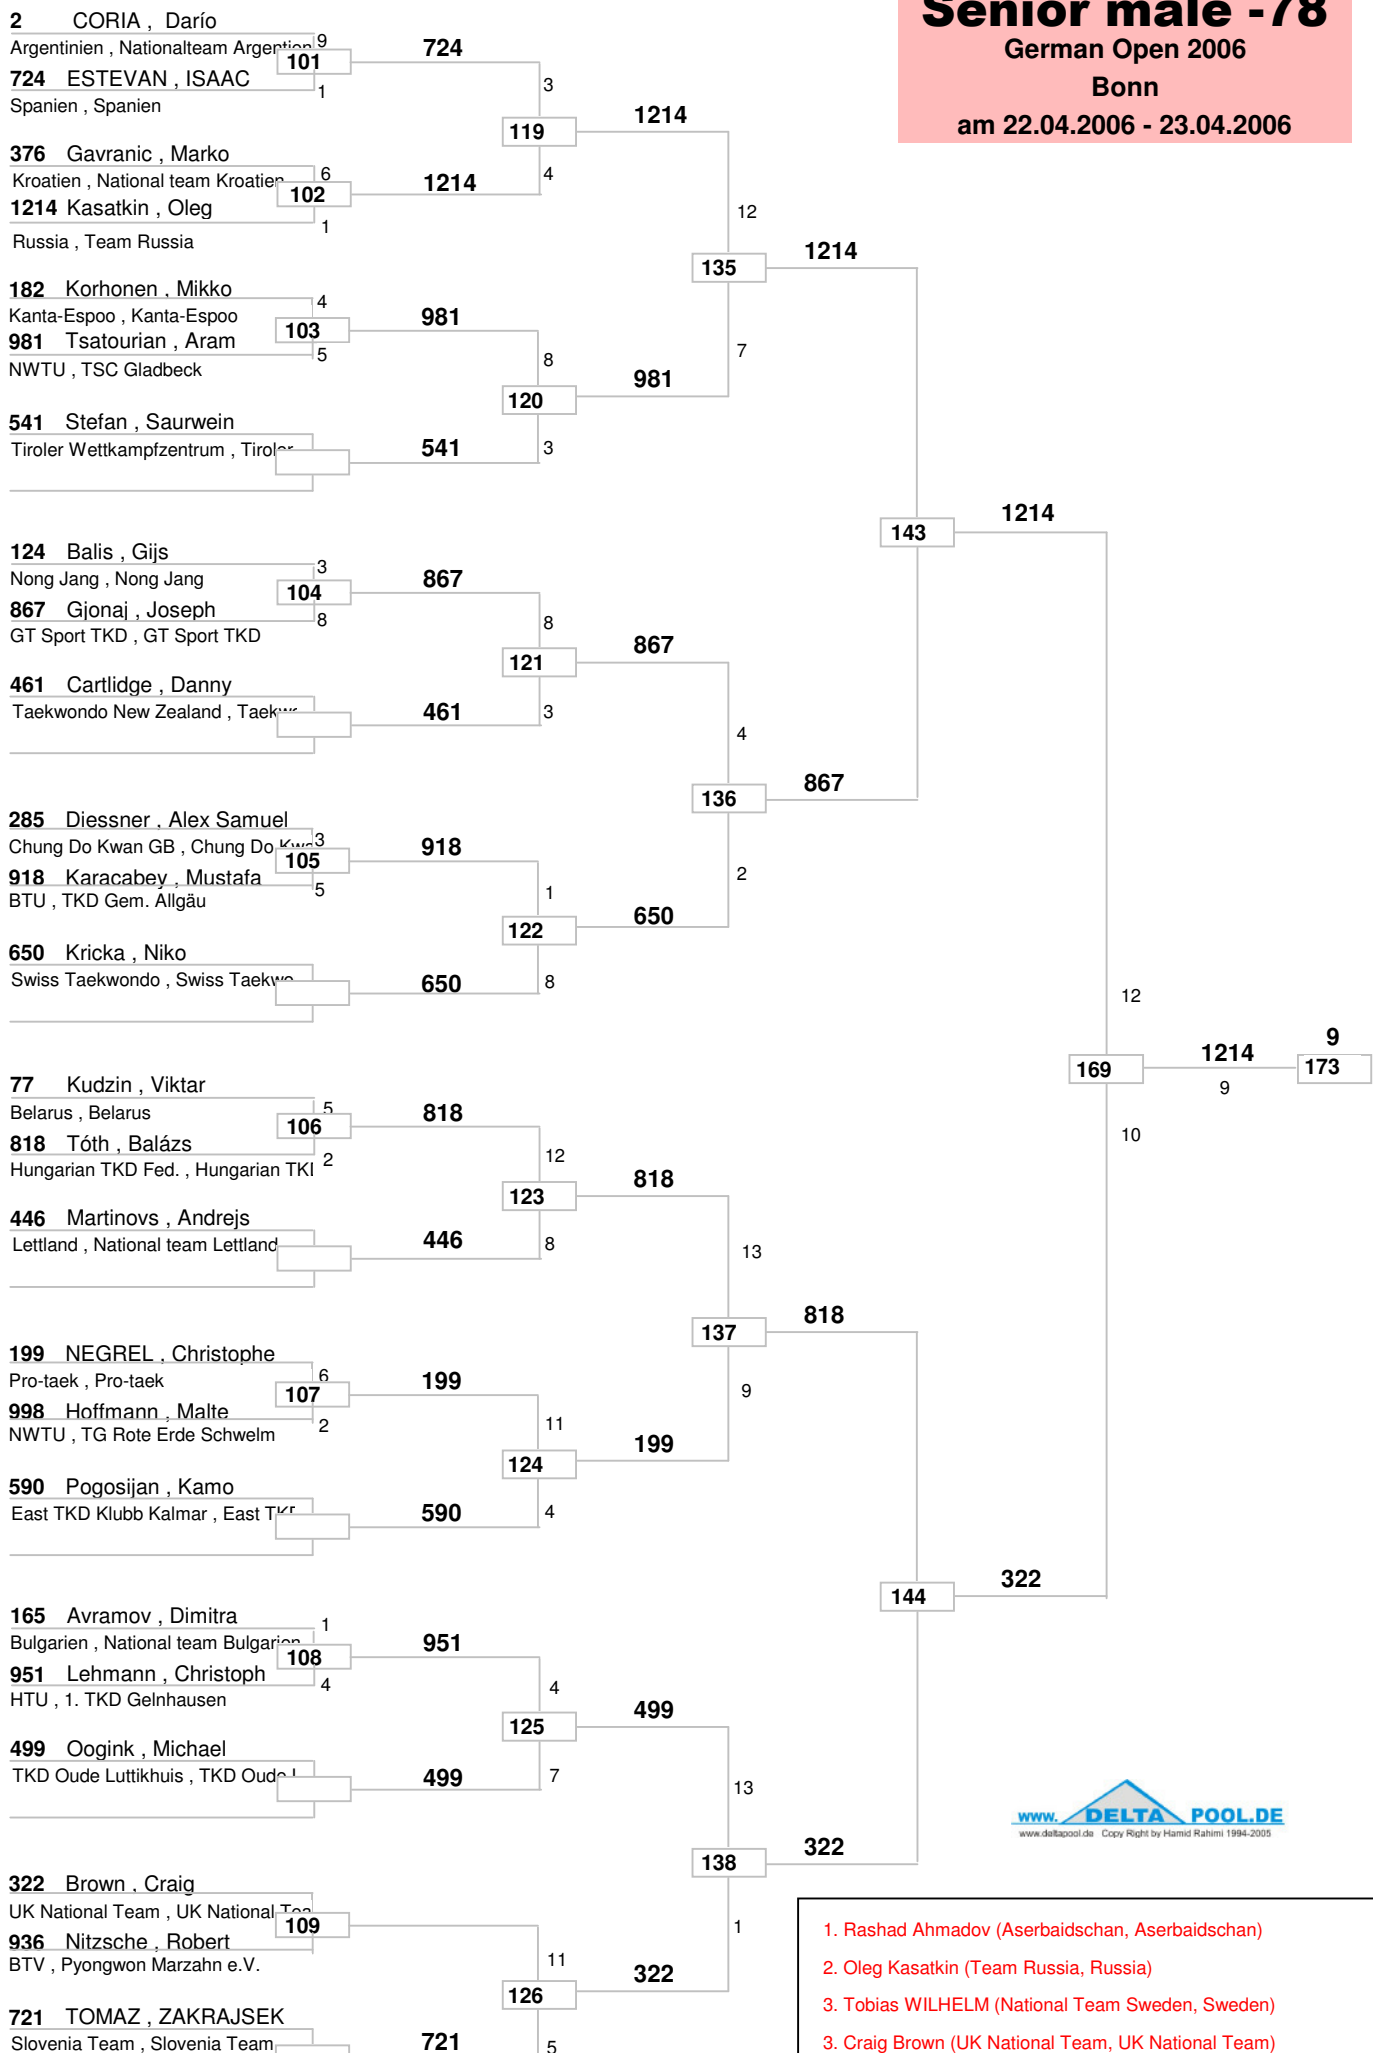 Senior male -78
German Open 2006
Bonn
am 22.04.2006 - 23.04.2006
2 CORIA , Darío
Argentinien , Nationalteam
9
101
724
724 ESTEVAN , ISAAC
1
Spanien , Spanien
3
119
1214
376 Gavranic , Marko
6
Kroatien , National team Kroatien
102
1214
4
1214 Kasatkin , Oleg
1
Russia , Team Russia
12
135
1214
182 Korhonen , Mikko
4
Kanta-Espoo , Kanta-Espoo
103
981
981 Tsatourian , Aram
5
NWTU , TSC Gladbeck
8
7
120
981
541 Stefan , Saurwein
Tiroler Wettkampfzentrum , Tiroler
541
3
143
1214
124 Balis , Gijs
3
Nong Jang , Nong Jang
104
867
867 Gjonaj , Joseph
8
GT Sport TKD , GT Sport TKD
8
121
867
461 Cartlidge , Danny
Taekwondo New Zealand ,
461
3
4
136
867
285 Diessner , Alex Samuel
3
Chung Do Kwan GB , Chung Do
105
918
918 Karacabey , Mustafa
5
BTU , TKD Gem. Allgäu
1
2
122
650
650 Kricka , Niko
Swiss Taekwondo , Swiss
650
8
12
169
1214
9
9
173
10
77 Kudzin , Viktar
5
Belarus , Belarus
106
818
818 Tóth , Balázs
2
Hungarian TKD Fed. , Hungarian
12
123
818
446 Martinovs , Andrejs
Lettland , National team Lettland
446
8
13
137
818
199 NEGREL , Christophe
6
Pro-taek , Pro-taek
107
199
998 Hoffmann , Malte
2
NWTU , TG Rote Erde Schwelm
11
9
124
199
590 Pogosijan , Kamo
East TKD Klubb Kalmar , East
590
4
144
322
165 Avramov , Dimitra
1
Bulgarien , National team Bulgarien
108
951
951 Lehmann , Christoph
4
HTU , 1. TKD Gelnhausen
4
125
499
499 Oogink , Michael
TKD Oude Luttikhuis , TKD Oude
499
7
13
138
322
322 Brown , Craig
UK National Team , UK National
109
936 Nitzsche , Robert
BTV , Pyongwon Marzahn e.V.
11
1
126
322
721 TOMAZ , ZAKRAJSEK
Slovenia Team , Slovenia Team
721
5
www. DELTA POOL.DE
www.deltapool.de Copy Right by Hamid Rahimi 1994-2005
1. Rashad Ahmadov (Aserbaidschan, Aserbaidschan)
2. Oleg Kasatkin (Team Russia, Russia)
3. Tobias WILHELM (National Team Sweden, Sweden)
3. Craig Brown (UK National Team, UK National Team)